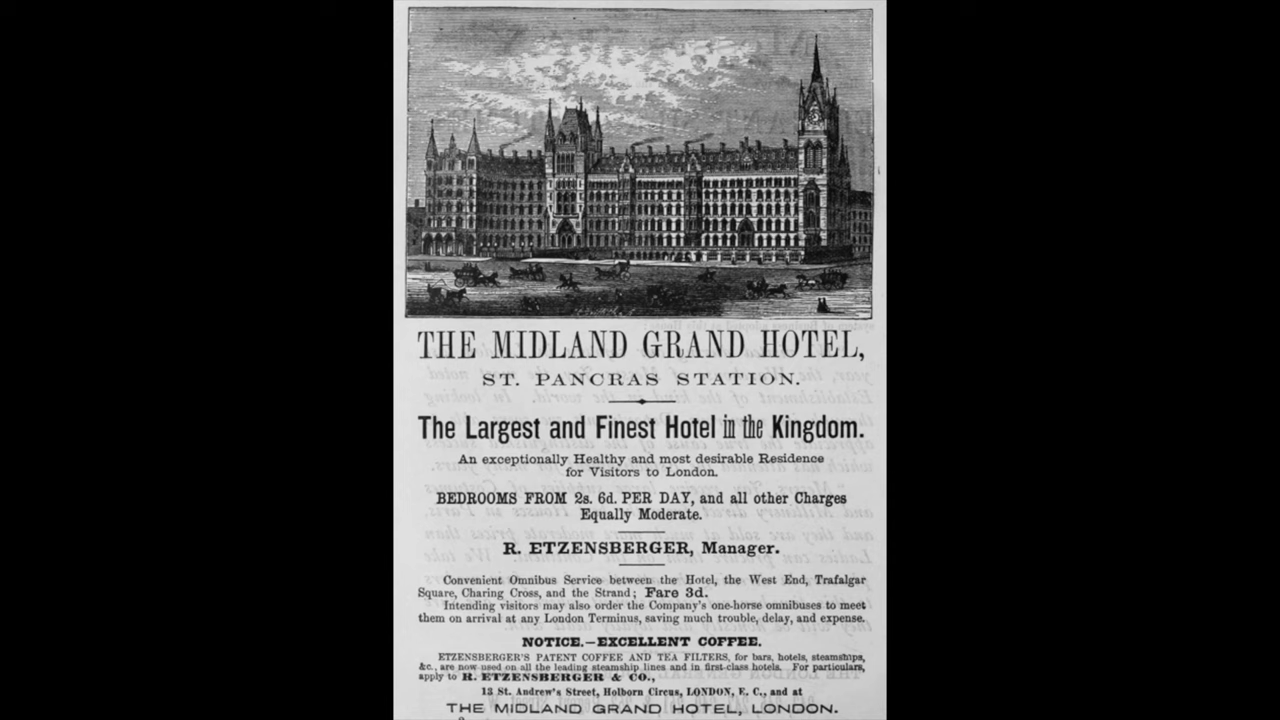 THE MIDLAND GRAND HOTEL,
ST. PANCRAS STATION.
The Largest and Finest Hotel in the Kingdom.
An exceptionally Healthy and most desirable Residence
for Visitors to London.
BEDROOMS FROM 2s. 6d. PER DAY, and all other Charges
Equally Moderate.
R. ETZENSBERGER, Manager.
Convenient Omnibus Service between the Hotel, the West End, Trafalgar
Square, Charing Cross, and the Strand; Fare 3d.
Intending visitors may also order the Company's one-horse omnibuses to meet
them on arrival at any London Terminus, saving much trouble, delay, and expense.
NOTICE.—EXCELLENT COFFEE.
ETZENSBERGER'S PATENT COFFEE AND TEA FILTERS, for bars, hotels, steamships,
&c., are now used on all the leading steamship lines and in first-class hotels. For particulars,
apply to R. ETZENSBERGER & CO.,
13 St. Andrew's Street, Holborn Circus, LONDON, E. C., and at
THE MIDLAND GRAND HOTEL, LONDON.